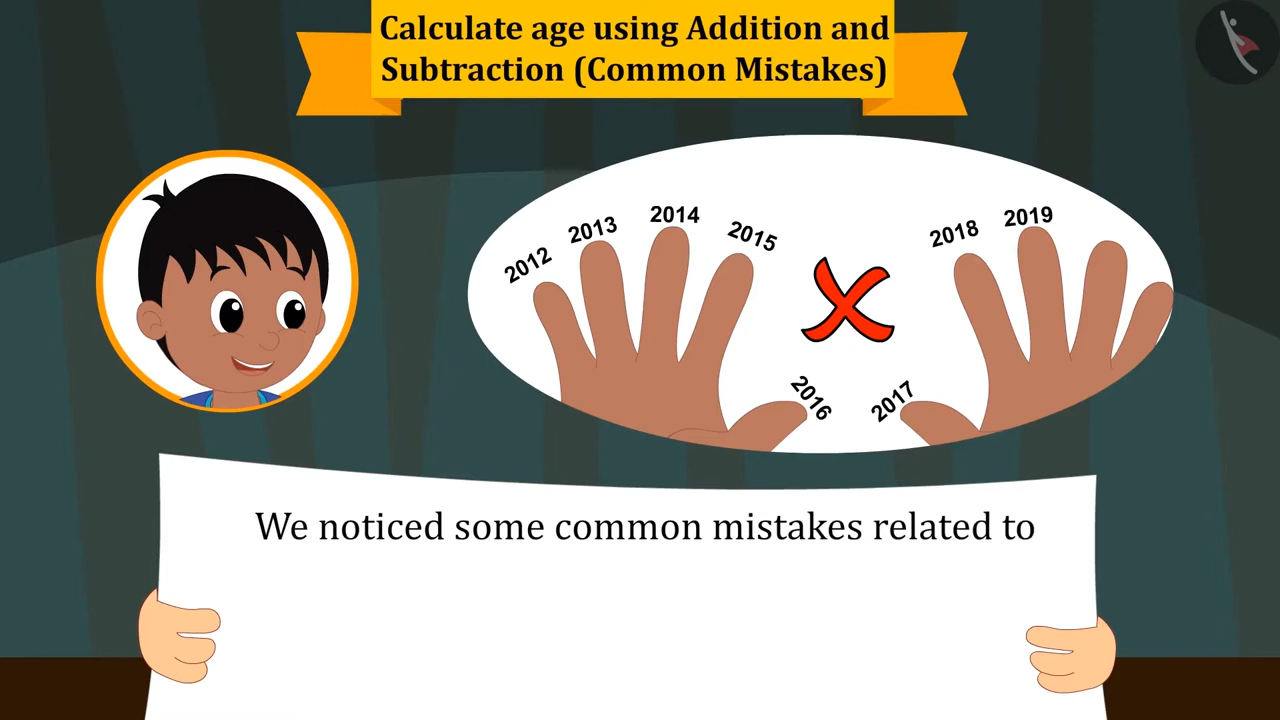 Calculate age using Addition and
Subtraction (Common Mistakes)
2012
2013
2014
2015
2016
2017
2018
2019
We noticed some common mistakes related to